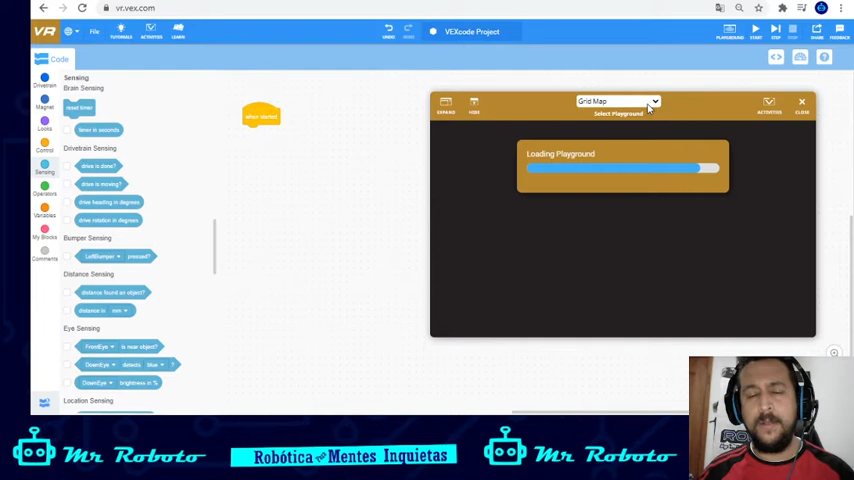 vr.vex.com
VR
File
TUTORIALS
ACTIVITIES
LEARN
UNDO
REDO
VEXcode Project
PLAYGROUND
START
STEP
STOP
SHARE
FEEDBACK
Code
Drivetrain
Magnet
Looks
Control
Sensing
Operators
Variables
My Blocks
Comments
Sensing
Brain Sensing
reset timer
timer in seconds
Drivetrain Sensing
drive is done?
drive is moving?
drive heading in degrees
drive rotation in degrees
Bumper Sensing
LeftBumper pressed?
Distance Sensing
distance found an object?
distance in mm
Eye Sensing
FrontEye is near object?
DownEye detects blue ?
DownEye brightness in %
Location Sensing
when started
EXPAND
HIDE
Grid Map
Select Playground
ACTIVITIES
CLOSE
Loading Playground
Mr Roboto
Robótica Para Mentes Inquietas
Mr Roboto